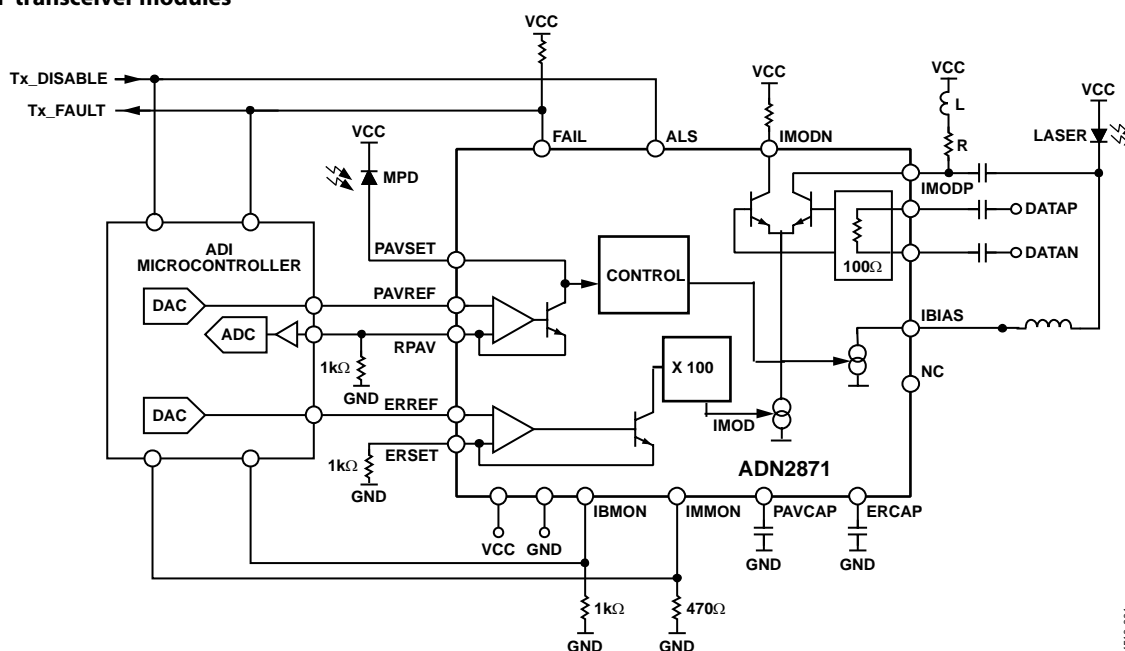 transceiver modules
VCC
Tx_DISABLE
Tx_FAULT
VCC
VCC
L
R
VCC
LASER
VCC
MPD
FAIL
ALS
IMODN
IMODP
DATAP
DATAN
100Ω
ADI
MICROCONTROLLER
PAVSET
CONTROL
DAC
PAVREF
ADC
RPAV
1kΩ
GND
IBIAS
NC
X 100
IMOD
DAC
ERREF
ERSET
1kΩ
GND
ADN2871
IBMON
IMMON
PAVCAP
ERCAP
VCC
GND
GND
GND
1kΩ
470Ω
GND
GND